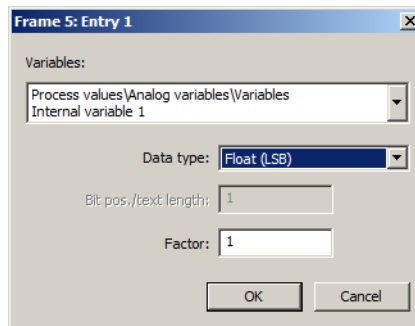 Frame 5: Entry 1
Variables:
Process values\Analog variables\Variables
Internal variable 1
Data type: Float (LSB)
Bit pos./text length: 1
Factor: 1
OK Cancel